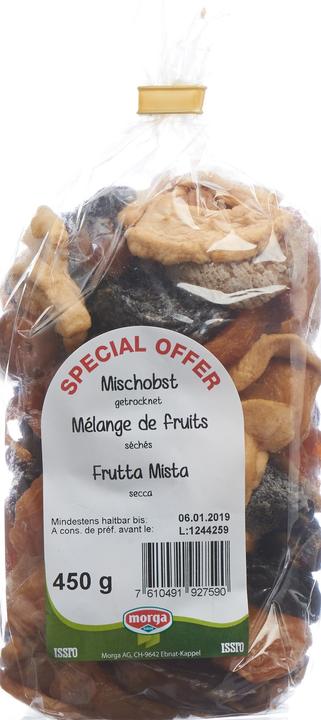 SPECIAL OFFER
Mischobst
getrocknet
Mélange de fruits
séchés
Frutta Mista
secca
Mindestens haltbar bis: 06.01.2019
A cons. de préf. avant le: L:1244259
450 g
7 610491 927590
morga
ISSRO ISSRO
Morga AG, CH-9642 Ebnat-Kappel